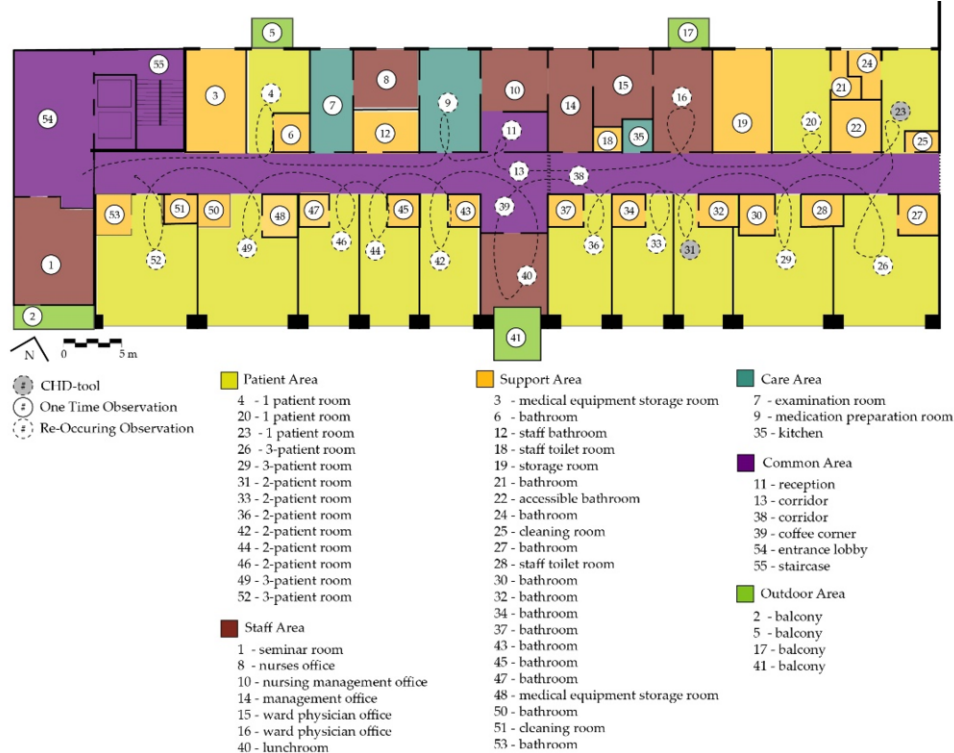 5
17
55
24
3
4
7
8
9
10
14
15
16
19
20
21
23
54
6
12
11
18
35
22
25
13
38
53
51
50
48
47
45
43
39
37
34
32
30
28
27
52
49
46
44
42
36
33
31
29
26
1
40
2
41
N
0
5 m
# CHD-tool
# One Time Observation
# Re-Occuring Observation
Patient Area
4 - 1 patient room
20 - 1 patient room
23 - 1 patient room
26 - 3-patient room
29 - 3-patient room
31 - 2-patient room
33 - 2-patient room
36 - 2-patient room
42 - 2-patient room
44 - 2-patient room
46 - 2-patient room
49 - 3-patient room
52 - 3-patient room
Staff Area
1 - seminar room
8 - nurses office
10 - nursing management office
14 - management office
15 - ward physician office
16 - ward physician office
40 - lunchroom
Support Area
3 - medical equipment storage room
6 - bathroom
12 - staff bathroom
18 - staff toilet room
19 - storage room
21 - bathroom
22 - accessible bathroom
24 - bathroom
25 - cleaning room
27 - bathroom
28 - staff toilet room
30 - bathroom
32 - bathroom
34 - bathroom
37 - bathroom
43 - bathroom
45 - bathroom
47 - bathroom
48 - medical equipment storage room
50 - bathroom
51 - cleaning room
53 - bathroom
Care Area
7 - examination room
9 - medication preparation room
35 - kitchen
Common Area
11 - reception
13 - corridor
38 - corridor
39 - coffee corner
54 - entrance lobby
55 - staircase
Outdoor Area
2 - balcony
5 - balcony
17 - balcony
41 - balcony